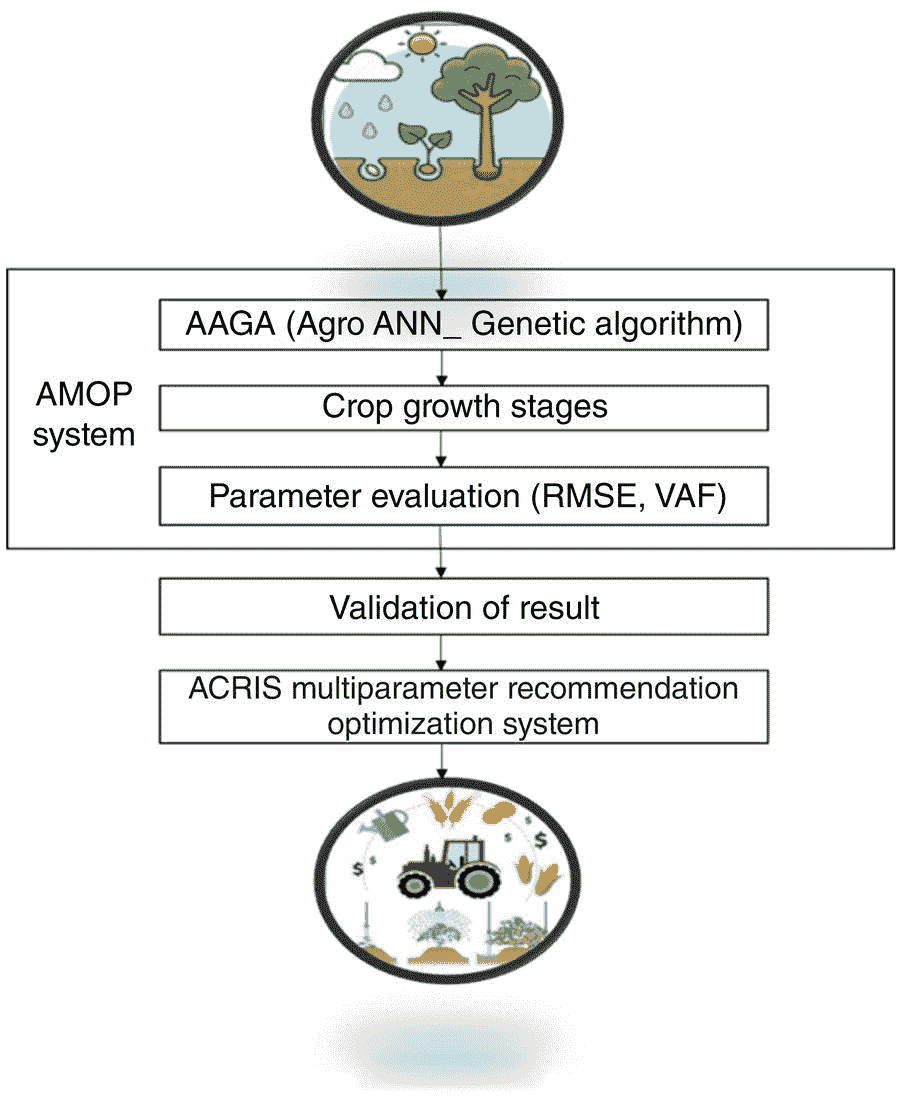 AAGA (Agro ANN_ Genetic algorithm)
AMOP
system
Crop growth stages
Parameter evaluation (RMSE, VAF)
Validation of result
ACRIS multiparameter recommendation
optimization system
$
$
$
$